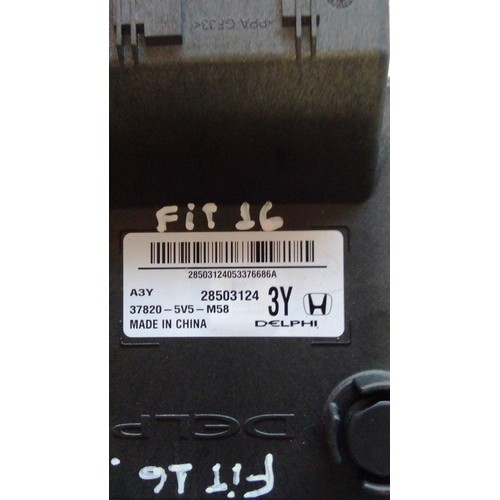 >PPA GF33<
FiT 16
28503124053376686A
A3Y 28503124 3Y
37820-5V5-M58
MADE IN CHINA DELPHI
DELP
FiT 16.